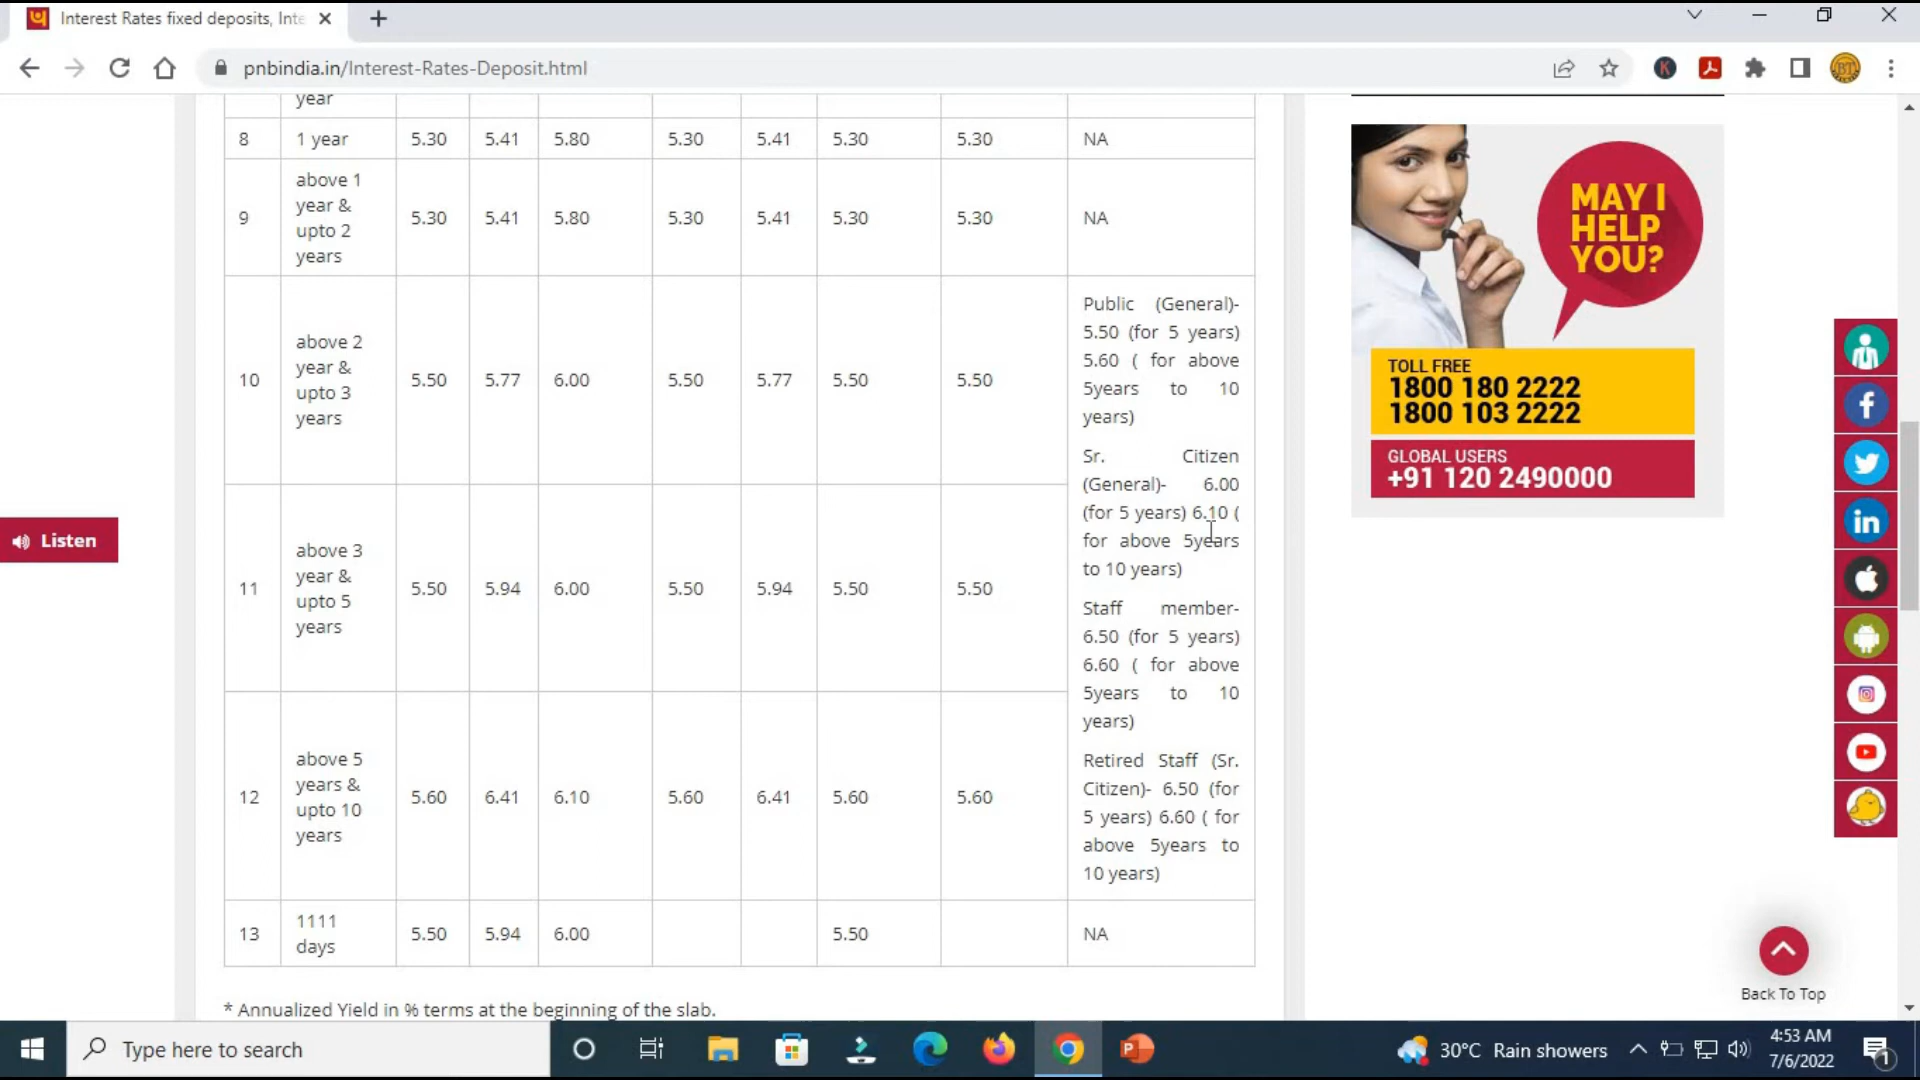 Interest Rates fixed deposits, Inte
pnbindia.in/Interest-Rates-Deposit.html
year
8 1 year 5.30 5.41 5.80 5.30 5.41 5.30 5.30 NA
above 1
year &
upto 2
years
9 5.30 5.41 5.80 5.30 5.41 5.30 5.30 NA
above 2
year &
upto 3
years
10 5.50 5.77 6.00 5.50 5.77 5.50 5.50
above 3
year &
upto 5
years
11 5.50 5.94 6.00 5.50 5.94 5.50 5.50
above 5
years &
upto 10
years
12 5.60 6.41 6.10 5.60 6.41 5.60 5.60
Public (General)-
5.50 (for 5 years)
5.60 ( for above
5years to 10
years)
Sr. Citizen
(General)- 6.00
(for 5 years) 6.10 (
for above 5years
to 10 years)
Staff member-
6.50 (for 5 years)
6.60 ( for above
5years to 10
years)
Retired Staff (Sr.
Citizen)- 6.50 (for
5 years) 6.60 ( for
above 5years to
10 years)
1111
days
13 5.50 5.94 6.00 5.50 NA
* Annualized Yield in % terms at the beginning of the slab.
Listen
MAY I
HELP
YOU?
TOLL FREE
1800 180 2222
1800 103 2222
GLOBAL USERS
+91 120 2490000
Back To Top
Type here to search
30°C Rain showers
4:53 AM
7/6/2022
1